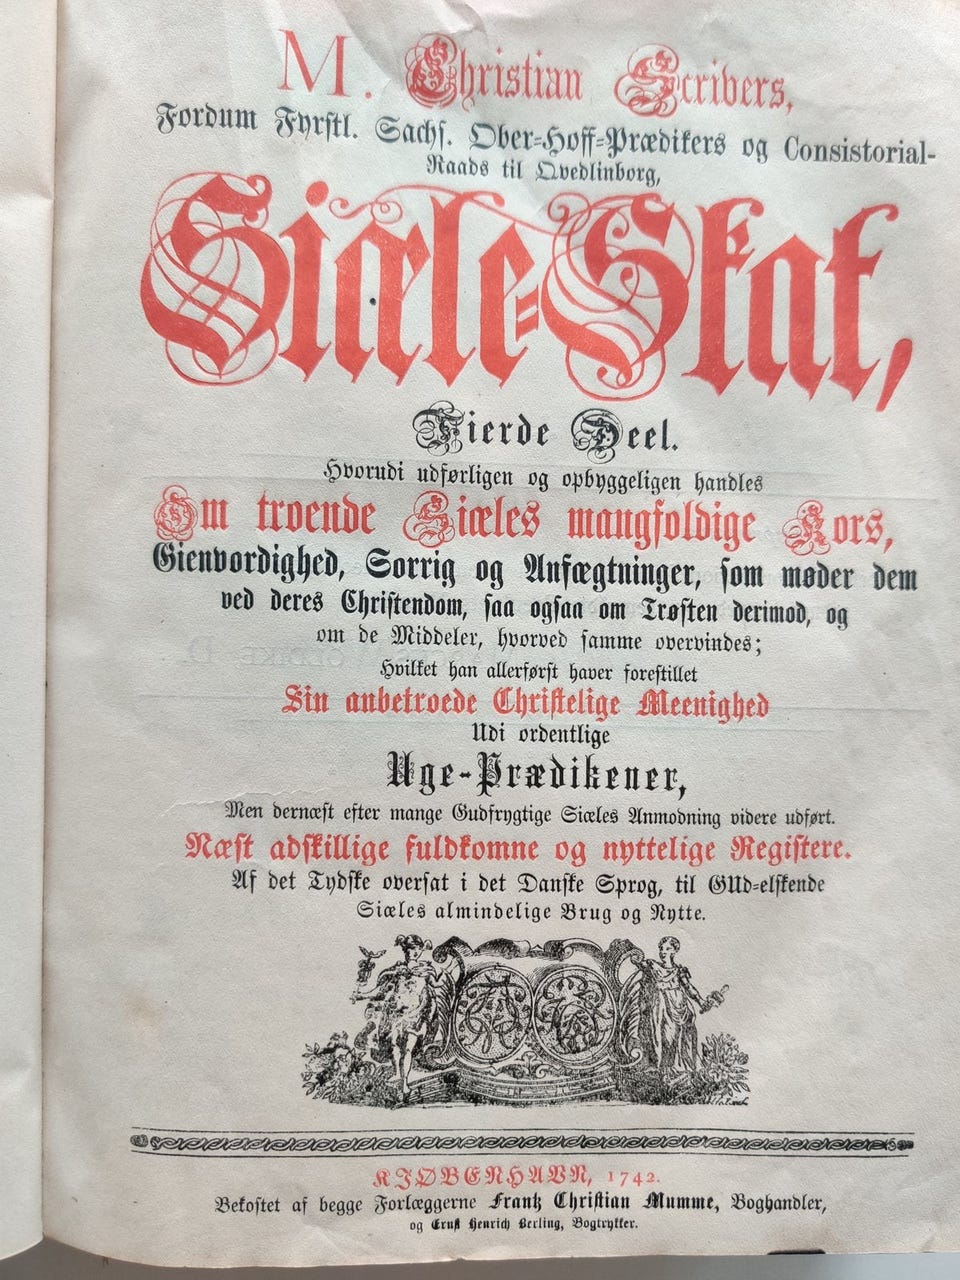 M. Christian Scrivers,
Fordum Fyrstl. Sachs. Ober=Hoff=Prædikers og Consistorial-
Raads til Qvedlinborg,
Siæle=Skat,
Fierde Deel.
Hvorudi udførligen og opbyggeligen handles
Om troende Siæles mangfoldige Kors,
Gienvordighed, Sorrig og Anfægtninger, som møder dem
ved deres Christendom, saa ogsaa om Trøsten derimod, og
om de Middeler, hvorved samme overvindes;
Hvilket han allerførst haver forestillet
Sin anbetroede Christelige Meenighed
Udi ordentlige
Uge-Prædikener,
Men dernæst efter mange Gudfrygtige Siæles Anmodning videre udført.
Næst adskillige fuldkomne og nyttelige Registere.
Af det Tydske oversat i det Danske Sprog, til GUd=elskende
Siæles almindelige Brug og Nytte.
KJØBENHAVN, 1742.
Bekostet af begge Forlæggerne Frantz Christian Mumme, Boghandler,
og Ernst Henrich Berling, Bogtrykker.